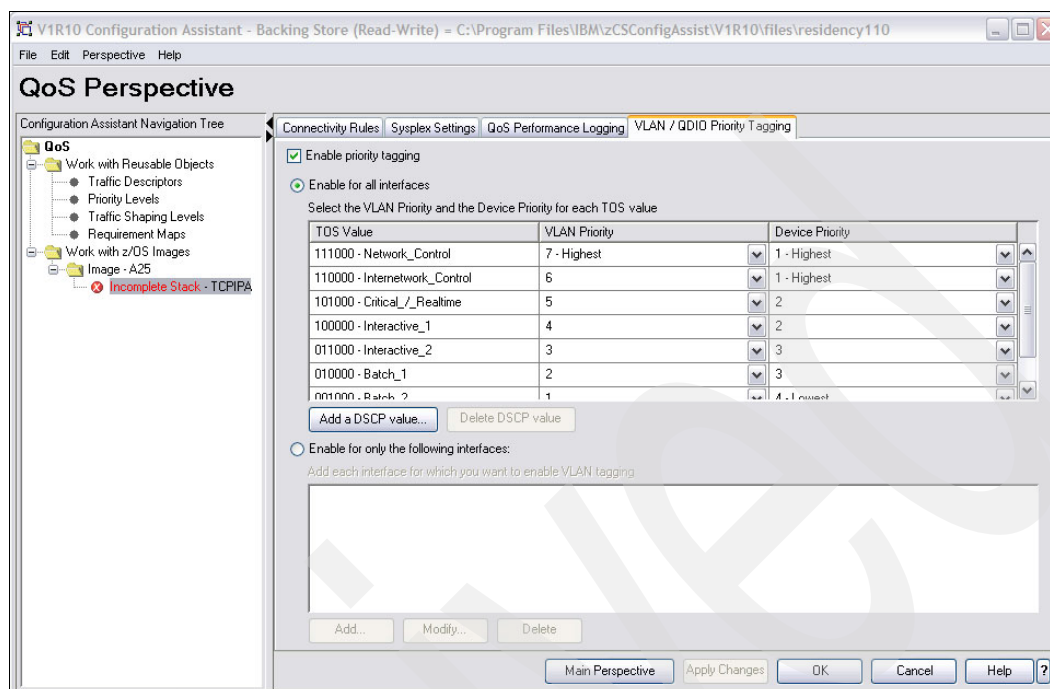 V1R10 Configuration Assistant - Backing Store (Read-Write) = C:\Program Files\IBM\zCSConfigAssist\V1R10\files\residency110
File Edit Perspective Help
QoS Perspective
Configuration Assistant Navigation Tree
QoS
Work with Reusable Objects
Traffic Descriptors
Priority Levels
Traffic Shaping Levels
Requirement Maps
Work with z/OS Images
Image - A25
Incomplete Stack - TCPIPA
Connectivity Rules Sysplex Settings QoS Performance Logging VLAN / QDIO Priority Tagging
Enable priority tagging
Enable for all interfaces
Select the VLAN Priority and the Device Priority for each TOS value
TOS Value VLAN Priority Device Priority
111000 - Network_Control 7 - Highest 1 - Highest
110000 - Internetwork_Control 6 1 - Highest
101000 - Critical_/_Realtime 5 2
100000 - Interactive_1 4 2
011000 - Interactive_2 3 3
010000 - Batch_1 2 3
001000 - Batch_2 1 4 - Lowest
Add a DSCP value... Delete DSCP value
Enable for only the following interfaces:
Add each interface for which you want to enable VLAN tagging
Add... Modify... Delete
Main Perspective Apply Changes OK Cancel Help ?